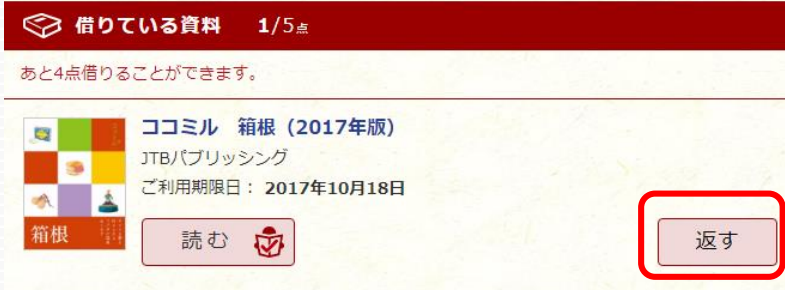 借りている資料 1/5点
あと4点借りることができます。
ココミル 箱根（2017年版）
JTBパブリッシング
ご利用期限日： 2017年10月18日
箱根
読む
返す